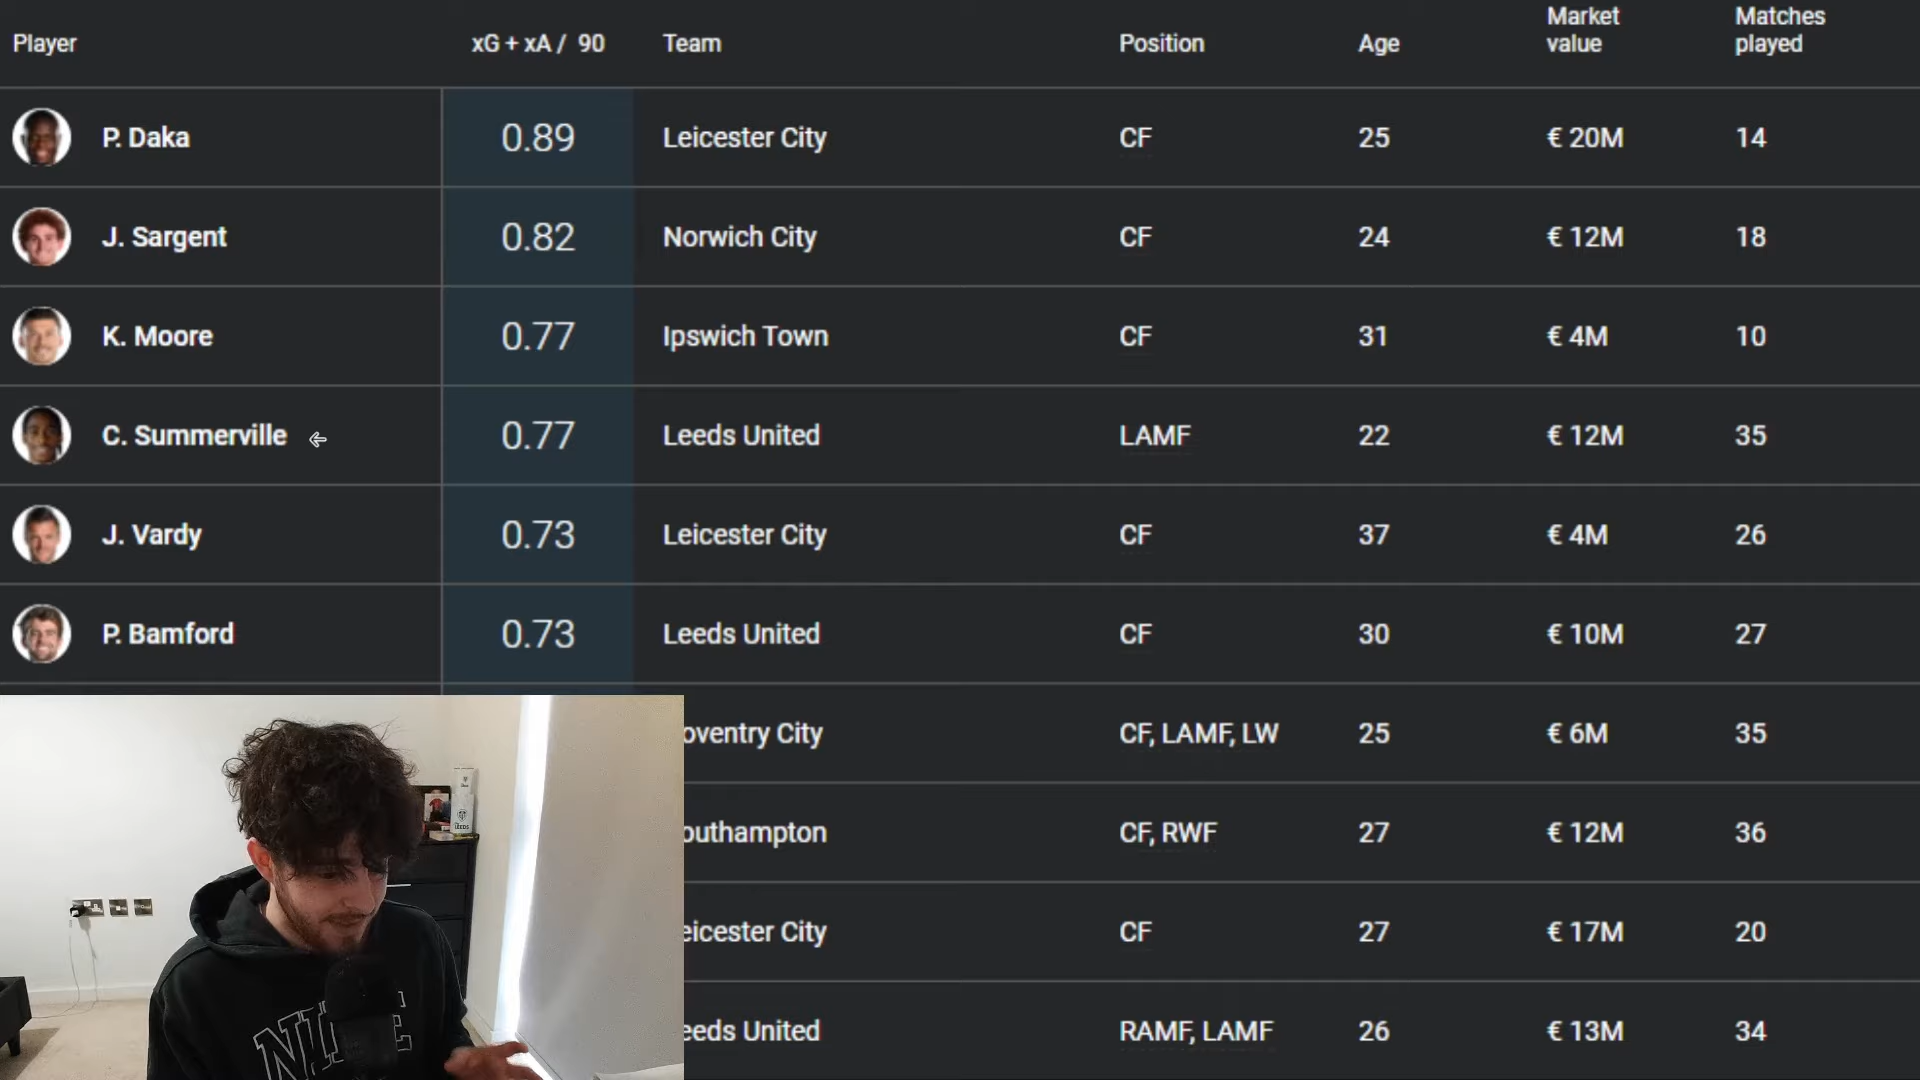 Player xG + xA / 90 Team Position Age Market value Matches played
P. Daka 0.89 Leicester City CF 25 € 20M 14
J. Sargent 0.82 Norwich City CF 24 € 12M 18
K. Moore 0.77 Ipswich Town CF 31 € 4M 10
C. Summerville 0.77 Leeds United LAMF 22 € 12M 35
J. Vardy 0.73 Leicester City CF 37 € 4M 26
P. Bamford 0.73 Leeds United CF 30 € 10M 27
oventry City CF, LAMF, LW 25 € 6M 35
outhampton CF, RWF 27 € 12M 36
eicester City CF 27 € 17M 20
eeds United RAMF, LAMF 26 € 13M 34